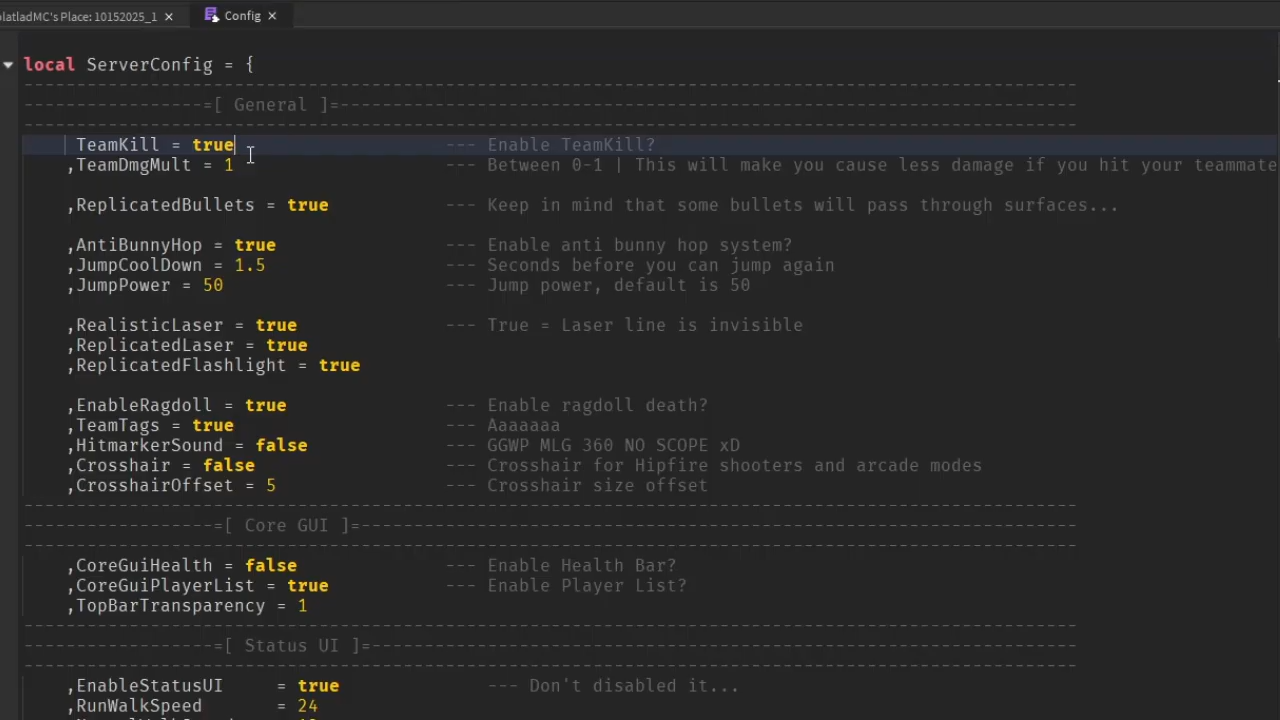 latladMC's Place: 10152025_1 × Config ×
local ServerConfig = {
----------------------------------------------------------------------------------------------------
-----------------=[ General ]=----------------------------------------------------------------------
----------------------------------------------------------------------------------------------------
TeamKill = true --- Enable TeamKill?
,TeamDmgMult = 1 --- Between 0-1 | This will make you cause less damage if you hit your teammate
,ReplicatedBullets = true --- Keep in mind that some bullets will pass through surfaces...
,AntiBunnyHop = true --- Enable anti bunny hop system?
,JumpCoolDown = 1.5 --- Seconds before you can jump again
,JumpPower = 50 --- Jump power, default is 50
,RealisticLaser = true --- True = Laser line is invisible
,ReplicatedLaser = true
,ReplicatedFlashlight = true
,EnableRagdoll = true --- Enable ragdoll death?
,TeamTags = true --- Aaaaaaa
,HitmarkerSound = false --- GGWP MLG 360 NO SCOPE xD
,Crosshair = false --- Crosshair for Hipfire shooters and arcade modes
,CrosshairOffset = 5 --- Crosshair size offset
----------------------------------------------------------------------------------------------------
------------------=[ Core GUI ]=--------------------------------------------------------------------
----------------------------------------------------------------------------------------------------
,CoreGuiHealth = false --- Enable Health Bar?
,CoreGuiPlayerList = true --- Enable Player List?
,TopBarTransparency = 1
----------------------------------------------------------------------------------------------------
------------------=[ Status UI ]=-------------------------------------------------------------------
----------------------------------------------------------------------------------------------------
,EnableStatusUI = true --- Don't disabled it...
,RunWalkSpeed = 24